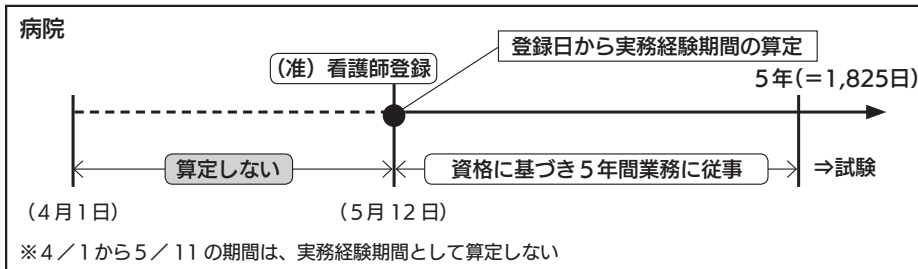 病院
登録日から実務経験期間の算定
(准)看護師登録
5年(=1,825日)
算定しない
資格に基づき5年間業務に従事
⇒試験
(4月1日)
(5月12日)
※4/1から5/11の期間は、実務経験期間として算定しない